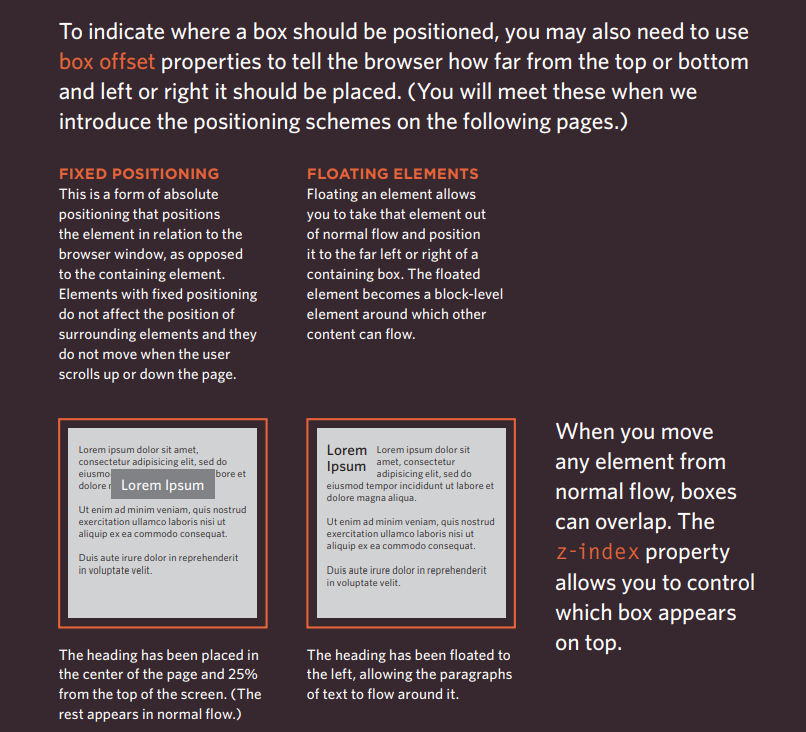 To indicate where a box should be positioned, you may also need to use
box offset properties to tell the browser how far from the top or bottom
and left or right it should be placed. (You will meet these when we
introduce the positioning schemes on the following pages.)
FIXED POSITIONING
This is a form of absolute
positioning that positions
the element in relation to the
browser window, as opposed
to the containing element.
Elements with fixed positioning
do not affect the position of
surrounding elements and they
do not move when the user
scrolls up or down the page.
FLOATING ELEMENTS
Floating an element allows
you to take that element out
of normal flow and position
it to the far left or right of a
containing box. The floated
element becomes a block-level
element around which other
content can flow.
Lorem ipsum dolor sit amet,
consectetur adipisicing elit, sed do
eiusmo bore et
dolore r
Lorem Ipsum
Ut enim ad minim veniam, quis nostrud
exercitation ullamco laboris nisi ut
aliquip ex ea commodo consequat.
Duis aute irure dolor in reprehenderit
in voluptate velit.
The heading has been placed in
the center of the page and 25%
from the top of the screen. (The
rest appears in normal flow.)
Lorem
Ipsum
Lorem ipsum dolor sit
amet, consectetur
adipisicing elit, sed do
eiusmod tempor incididunt ut labore et
dolore magna aliqua.
Ut enim ad minim veniam, quis nostrud
exercitation ullamco laboris nisi ut
aliquip ex ea commodo consequat.
Duis aute irure dolor in reprehenderit
in voluptate velit.
The heading has been floated to
the left, allowing the paragraphs
of text to flow around it.
When you move
any element from
normal flow, boxes
can overlap. The
z-index property
allows you to control
which box appears
on top.